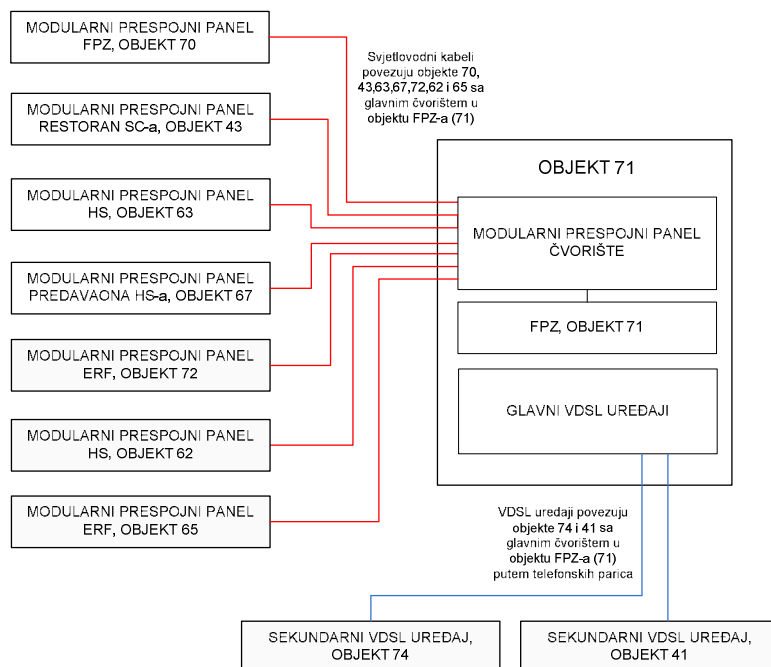 MODULARNI PRESPOJNI PANEL
FPZ, OBJEKT 70
MODULARNI PRESPOJNI PANEL
RESTORAN SC-a, OBJEKT 43
MODULARNI PRESPOJNI PANEL
HS, OBJEKT 63
MODULARNI PRESPOJNI PANEL
PREDAVAONA HS-a, OBJEKT 67
MODULARNI PRESPOJNI PANEL
ERF, OBJEKT 72
MODULARNI PRESPOJNI PANEL
HS, OBJEKT 62
MODULARNI PRESPOJNI PANEL
ERF, OBJEKT 65
Svjetlovodni kabeli
povezuju objekte 70,
43,63,67,72,62 i 65 sa
glavnim čvorištem u
objektu FPZ-a (71)
OBJEKT 71
MODULARNI PRESPOJNI PANEL
ČVORIŠTE
FPZ, OBJEKT 71
GLAVNI VDSL UREĐAJI
VDSL uređaji povezuju
objekte 74 i 41 sa
glavnim čvorištem u
objektu FPZ-a (71)
putem telefonskih parica
SEKUNDARNI VDSL UREĐAJ,
OBJEKT 74
SEKUNDARNI VDSL UREĐAJ,
OBJEKT 41